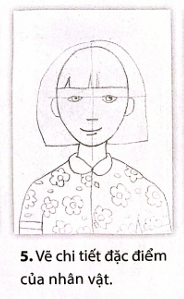 5. Vẽ chi tiết đặc điểm
của nhân vật.